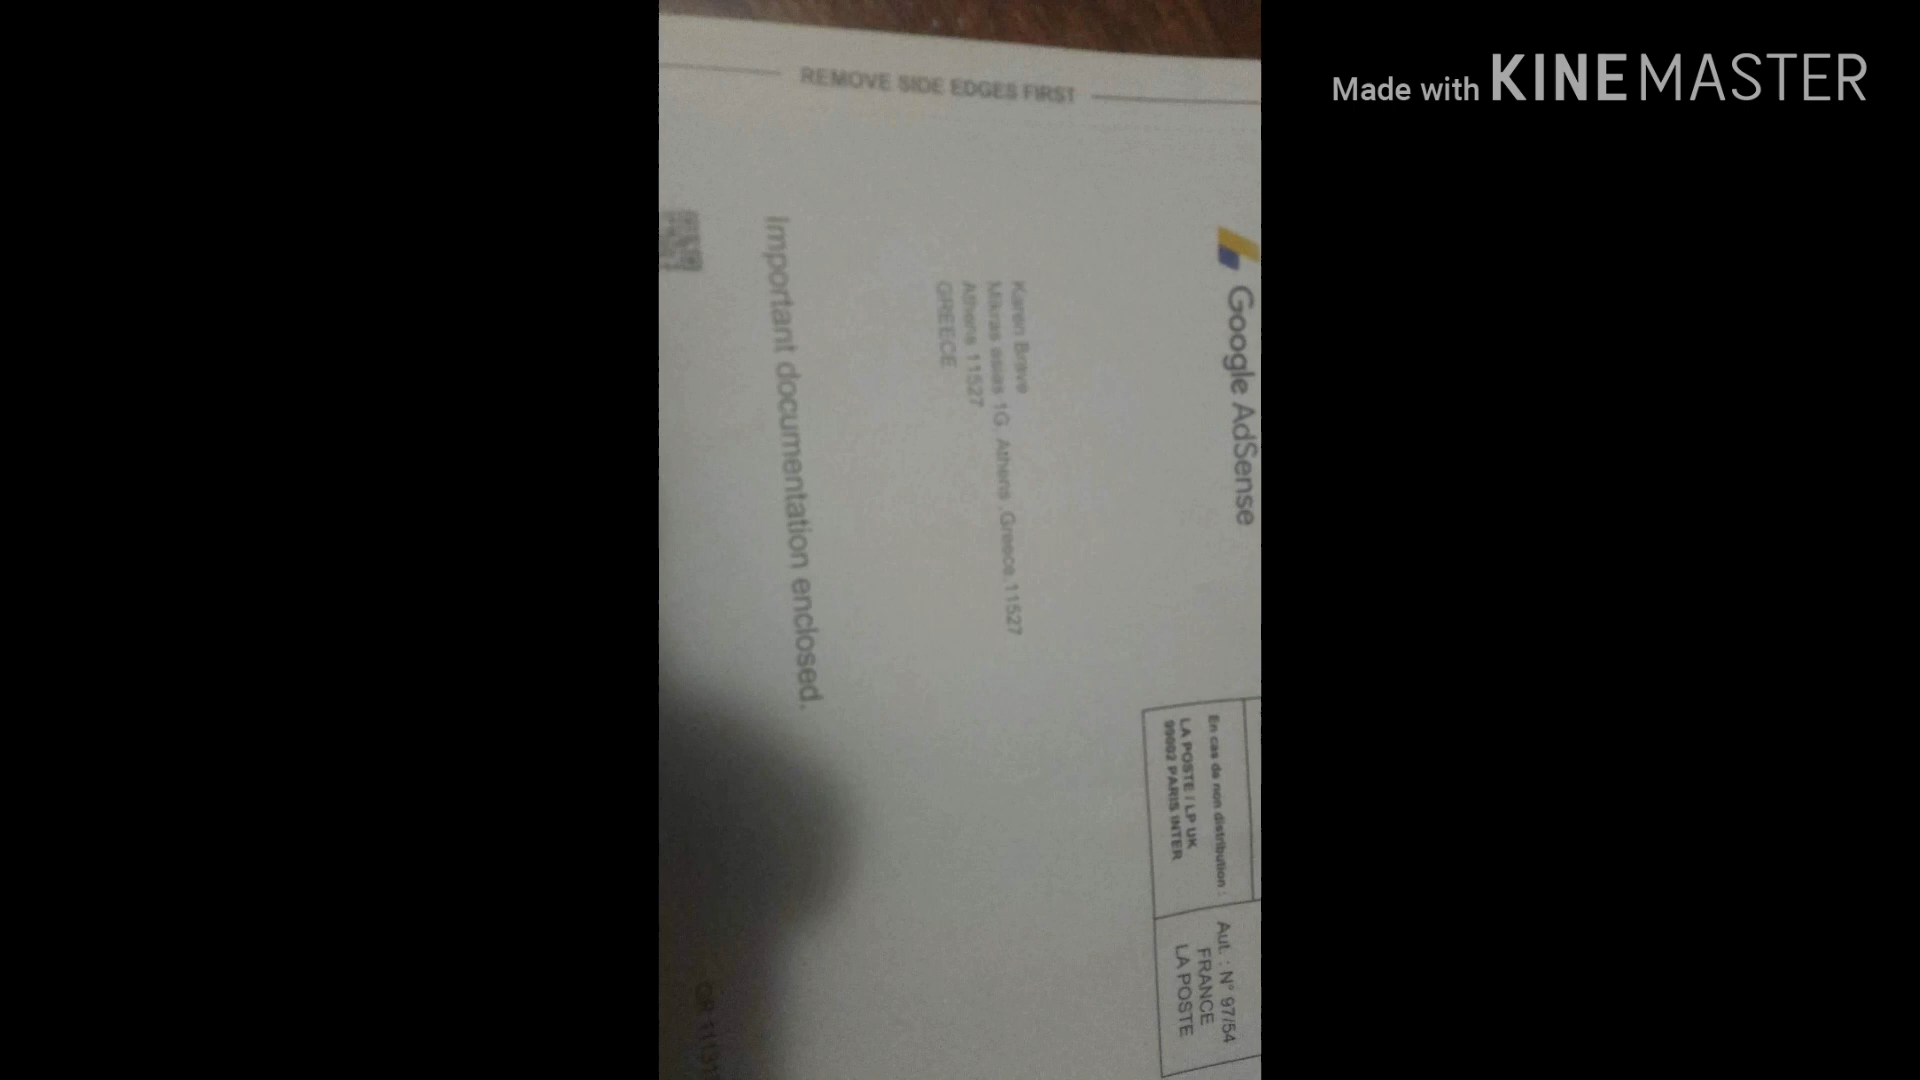 Made with KINEMASTER
REMOVE SIDE EDGES FIRST
Google AdSense
En cas de non distribution :
LA POSTE / LP UK
99002 PARIS INTER
Aut. : N° 97/54
FRANCE
LA POSTE
Karen Brave
Mikras asias 1G, Athens ,Greece,11527
Athens 11527
GREECE
Important documentation enclosed.